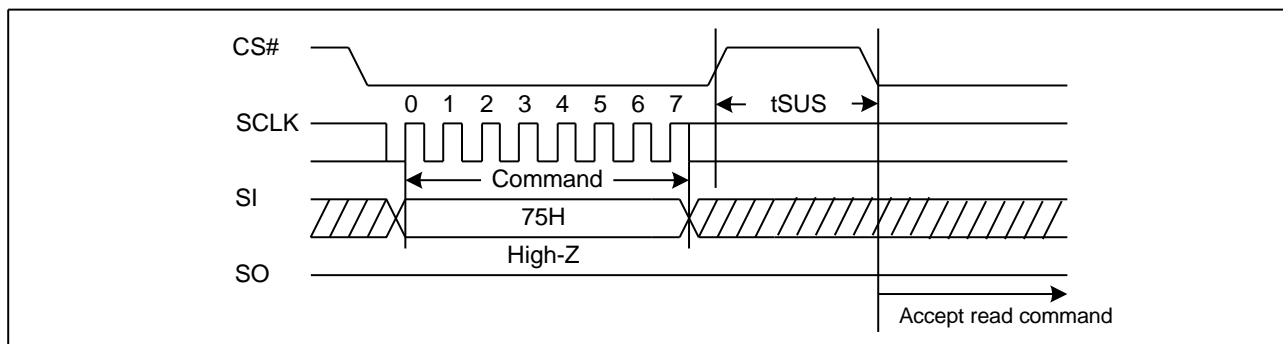 CS#
tSUS
0 1 2 3 4 5 6 7
SCLK
Command
SI
75H
High-Z
SO
Accept read command